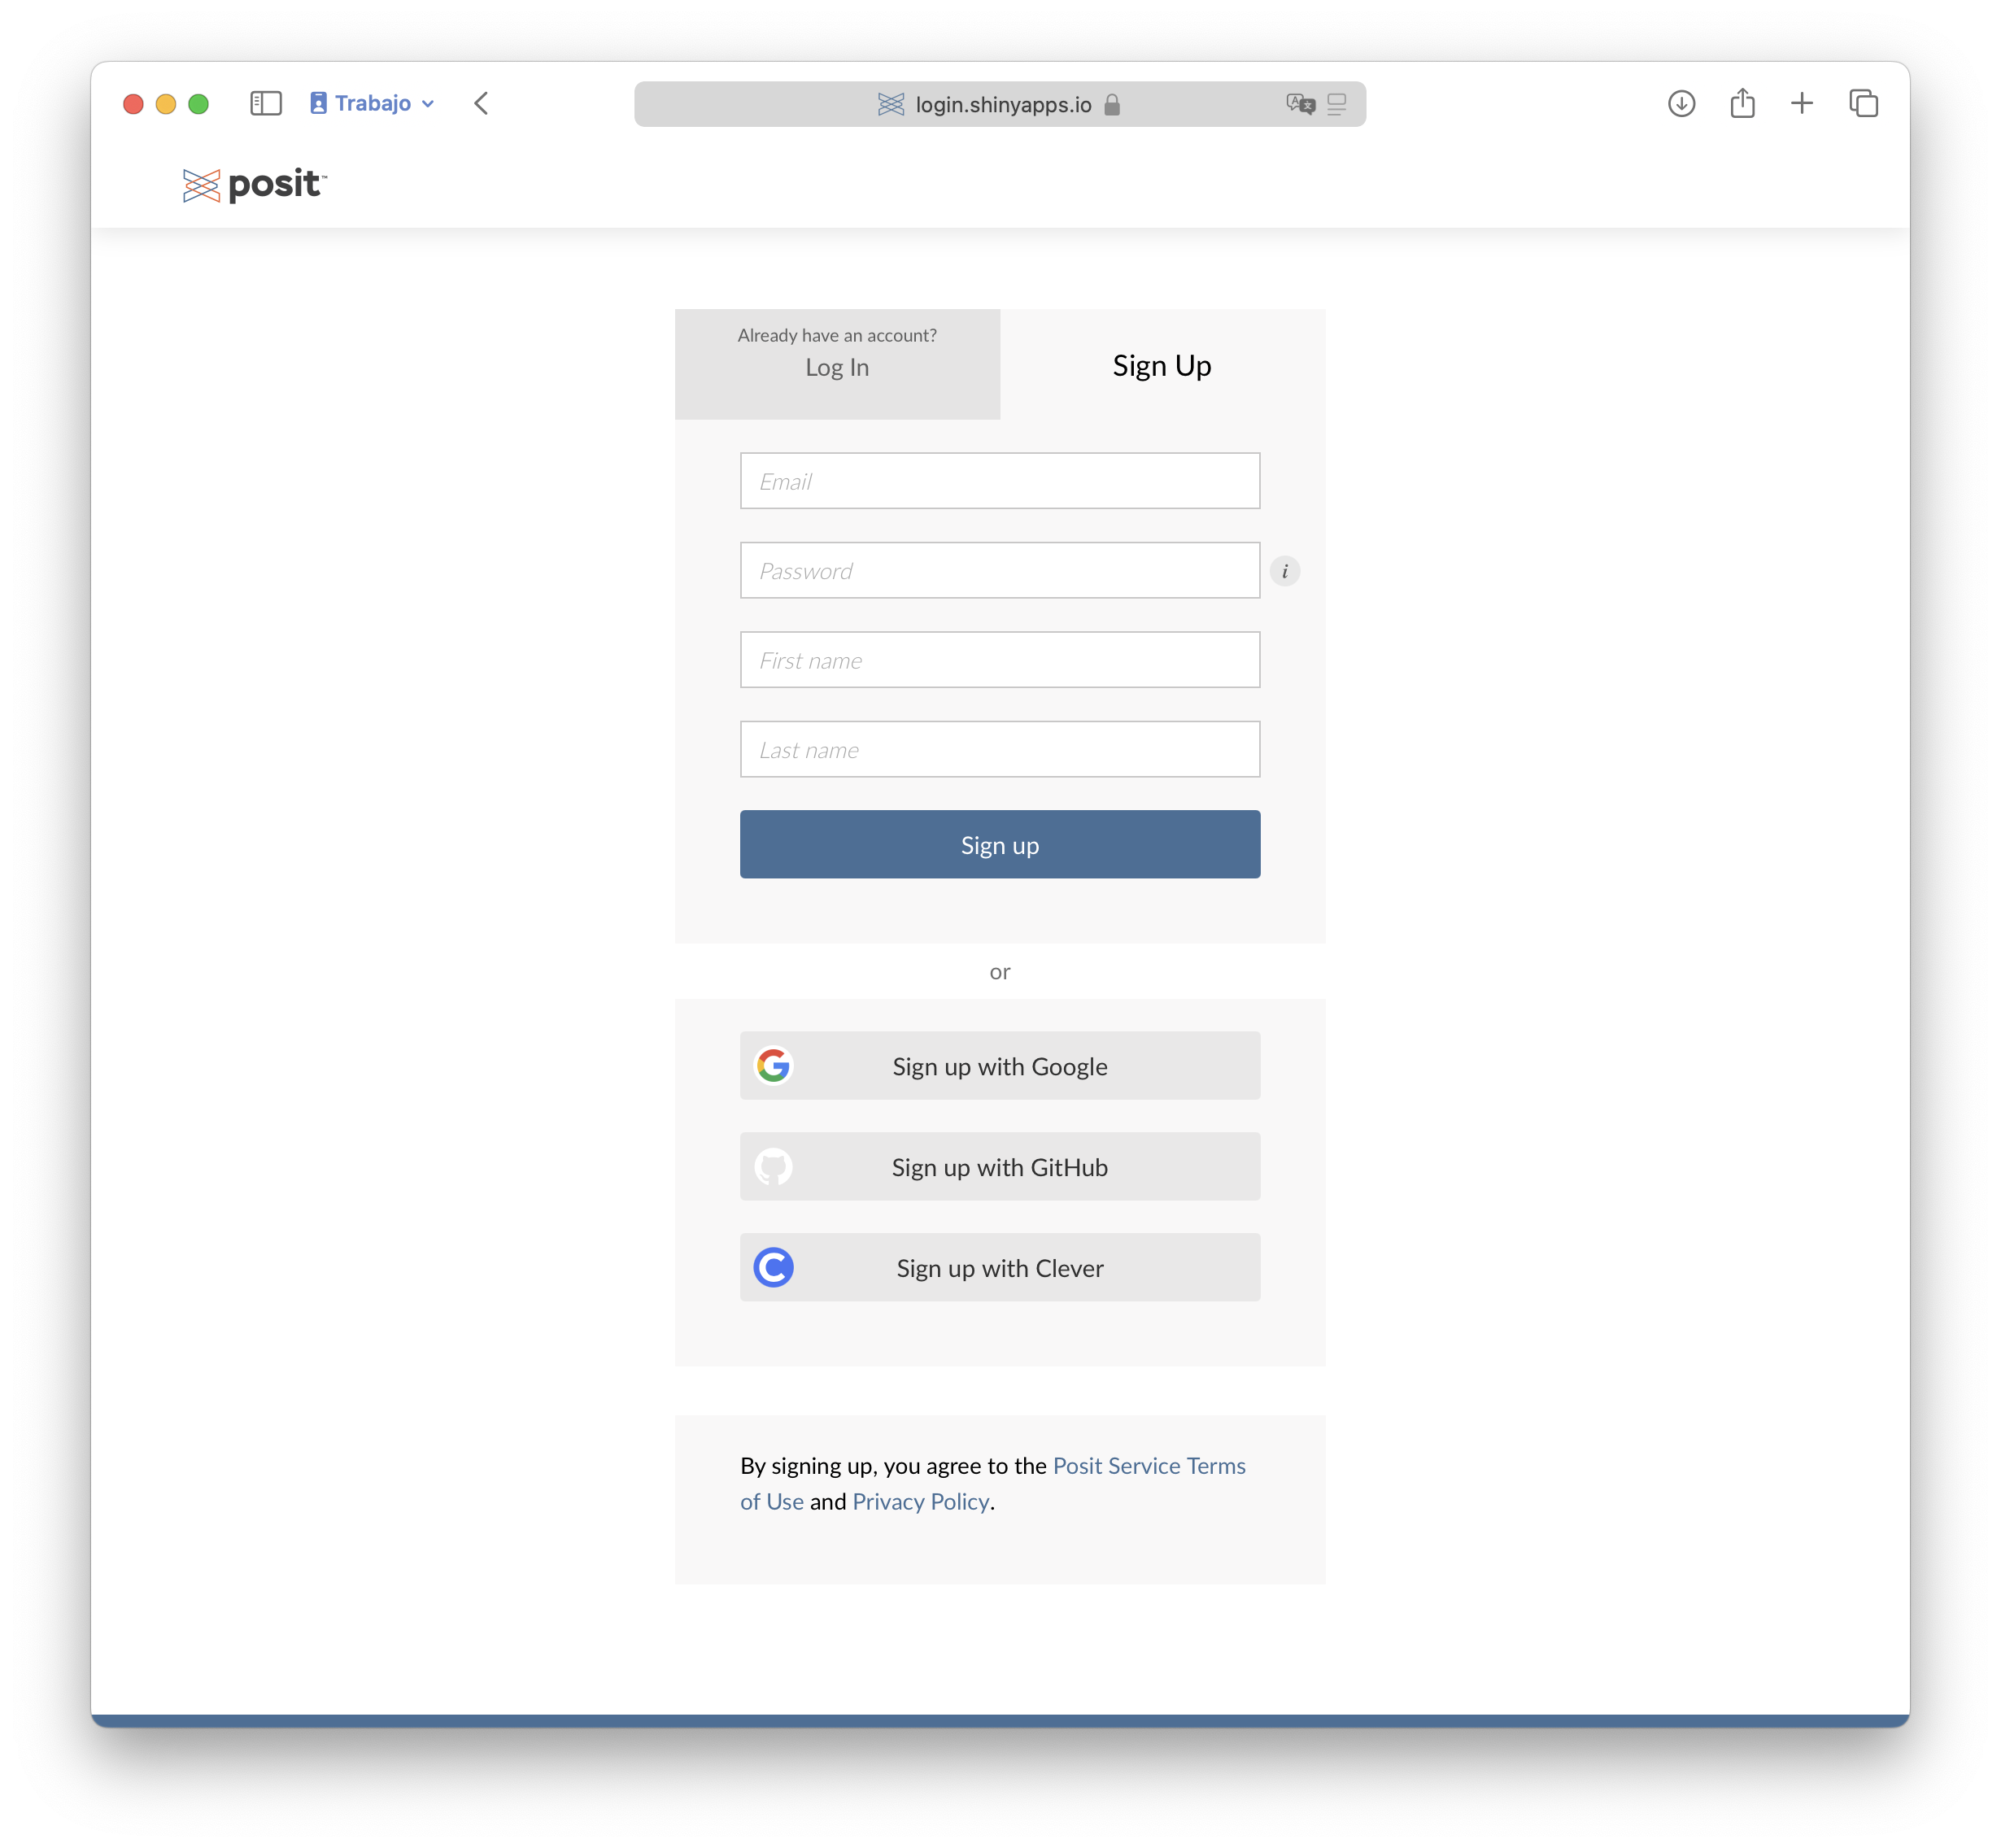 Trabajo
login.shinyapps.io
posit™
Already have an account?
Log In
Sign Up
Email
Password
i
First name
Last name
Sign up
or
Sign up with Google
Sign up with GitHub
Sign up with Clever
By signing up, you agree to the Posit Service Terms
of Use and Privacy Policy.